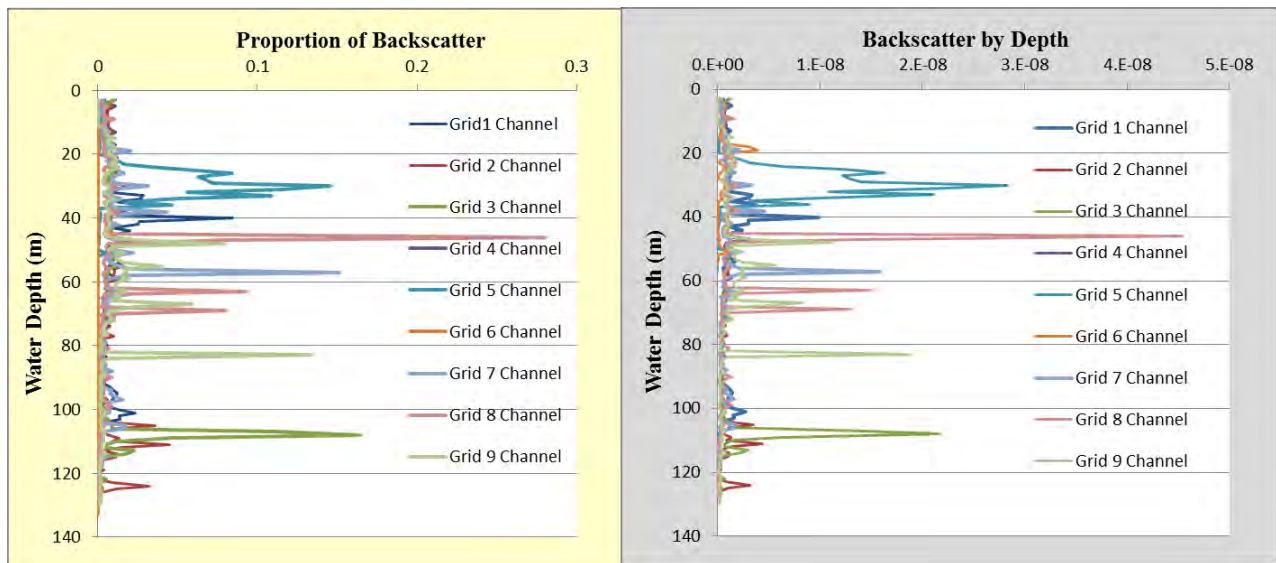 Proportion of Backscatter
0 0.1 0.2 0.3
0
20
40
60
80
100
120
140
Water Depth (m)
Grid1 Channel
Grid 2 Channel
Grid 3 Channel
Grid 4 Channel
Grid 5 Channel
Grid 6 Channel
Grid 7 Channel
Grid 8 Channel
Grid 9 Channel
Backscatter by Depth
0.E+00 1.E-08 2.E-08 3.E-08 4.E-08 5.E-08
0
20
40
60
80
100
120
140
Water Depth (m)
Grid 1 Channel
Grid 2 Channel
Grid 3 Channel
Grid 4 Channel
Grid 5 Channel
Grid 6 Channel
Grid 7 Channel
Grid 8 Channel
Grid 9 Channel